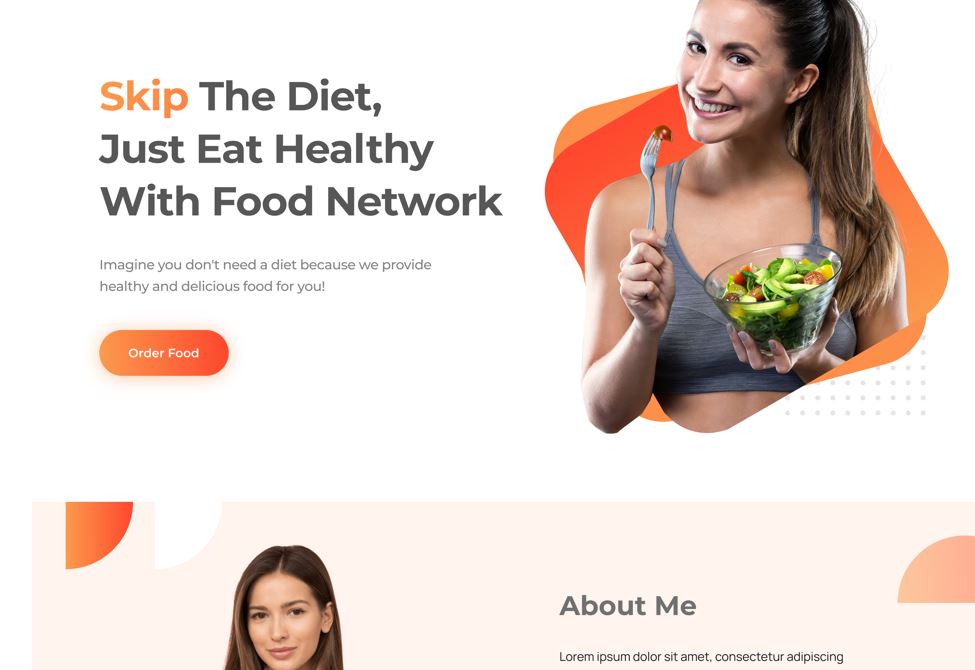 Skip The Diet,
Just Eat Healthy
With Food Network
Imagine you don't need a diet because we provide
healthy and delicious food for you!
Order Food
About Me
Lorem ipsum dolor sit amet, consectetur adipiscing